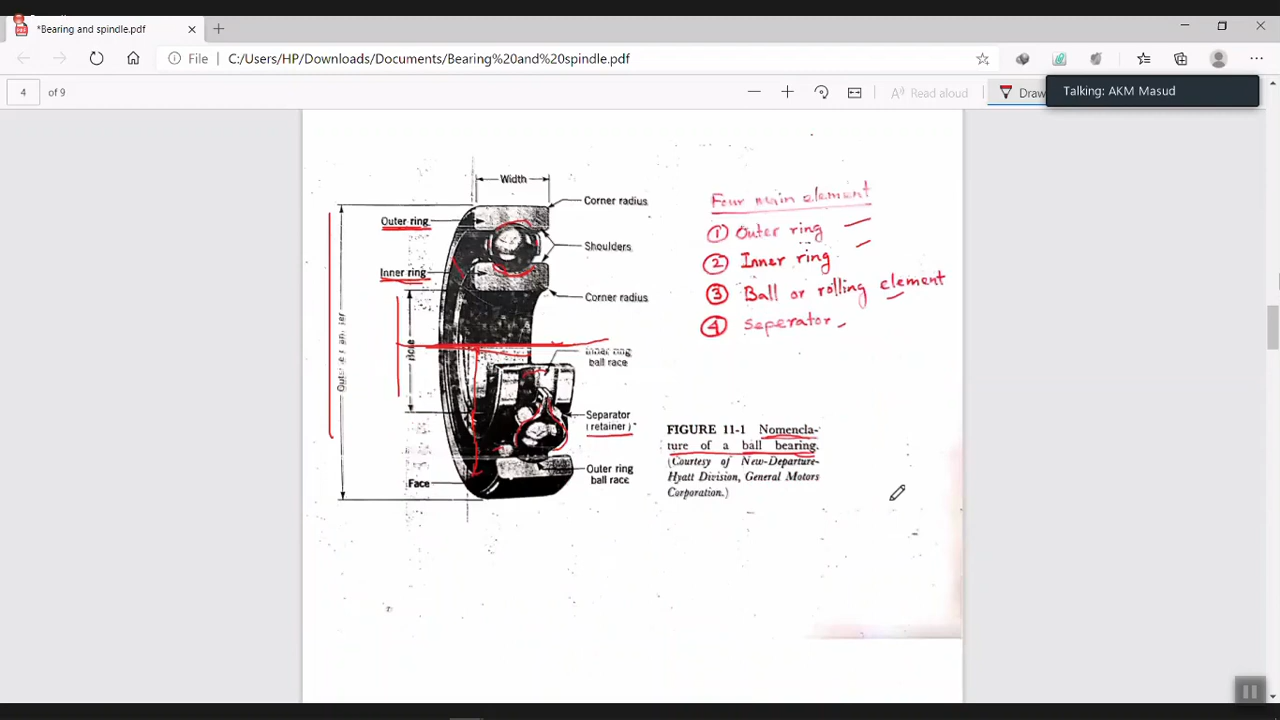 *Bearing and spindle.pdf
File
C:/Users/HP/Downloads/Documents/Bearing%20and%20spindle.pdf
4 of 9
Read aloud
Draw
Talking: AKM Masud
Width
Corner radius
Outer ring
Shoulders
Inner ring
Corner radius
Bore
Inner ring
ball race
Separator
(retainer)
Outer ring
ball race
Face
Four main element
① Outer ring
② Inner ring
③ Ball or rolling element
④ seperator
FIGURE 11-1 Nomencla-
ture of a ball bearing.
(Courtesy of New-Departure-
Hyatt Division, General Motors
Corporation.)